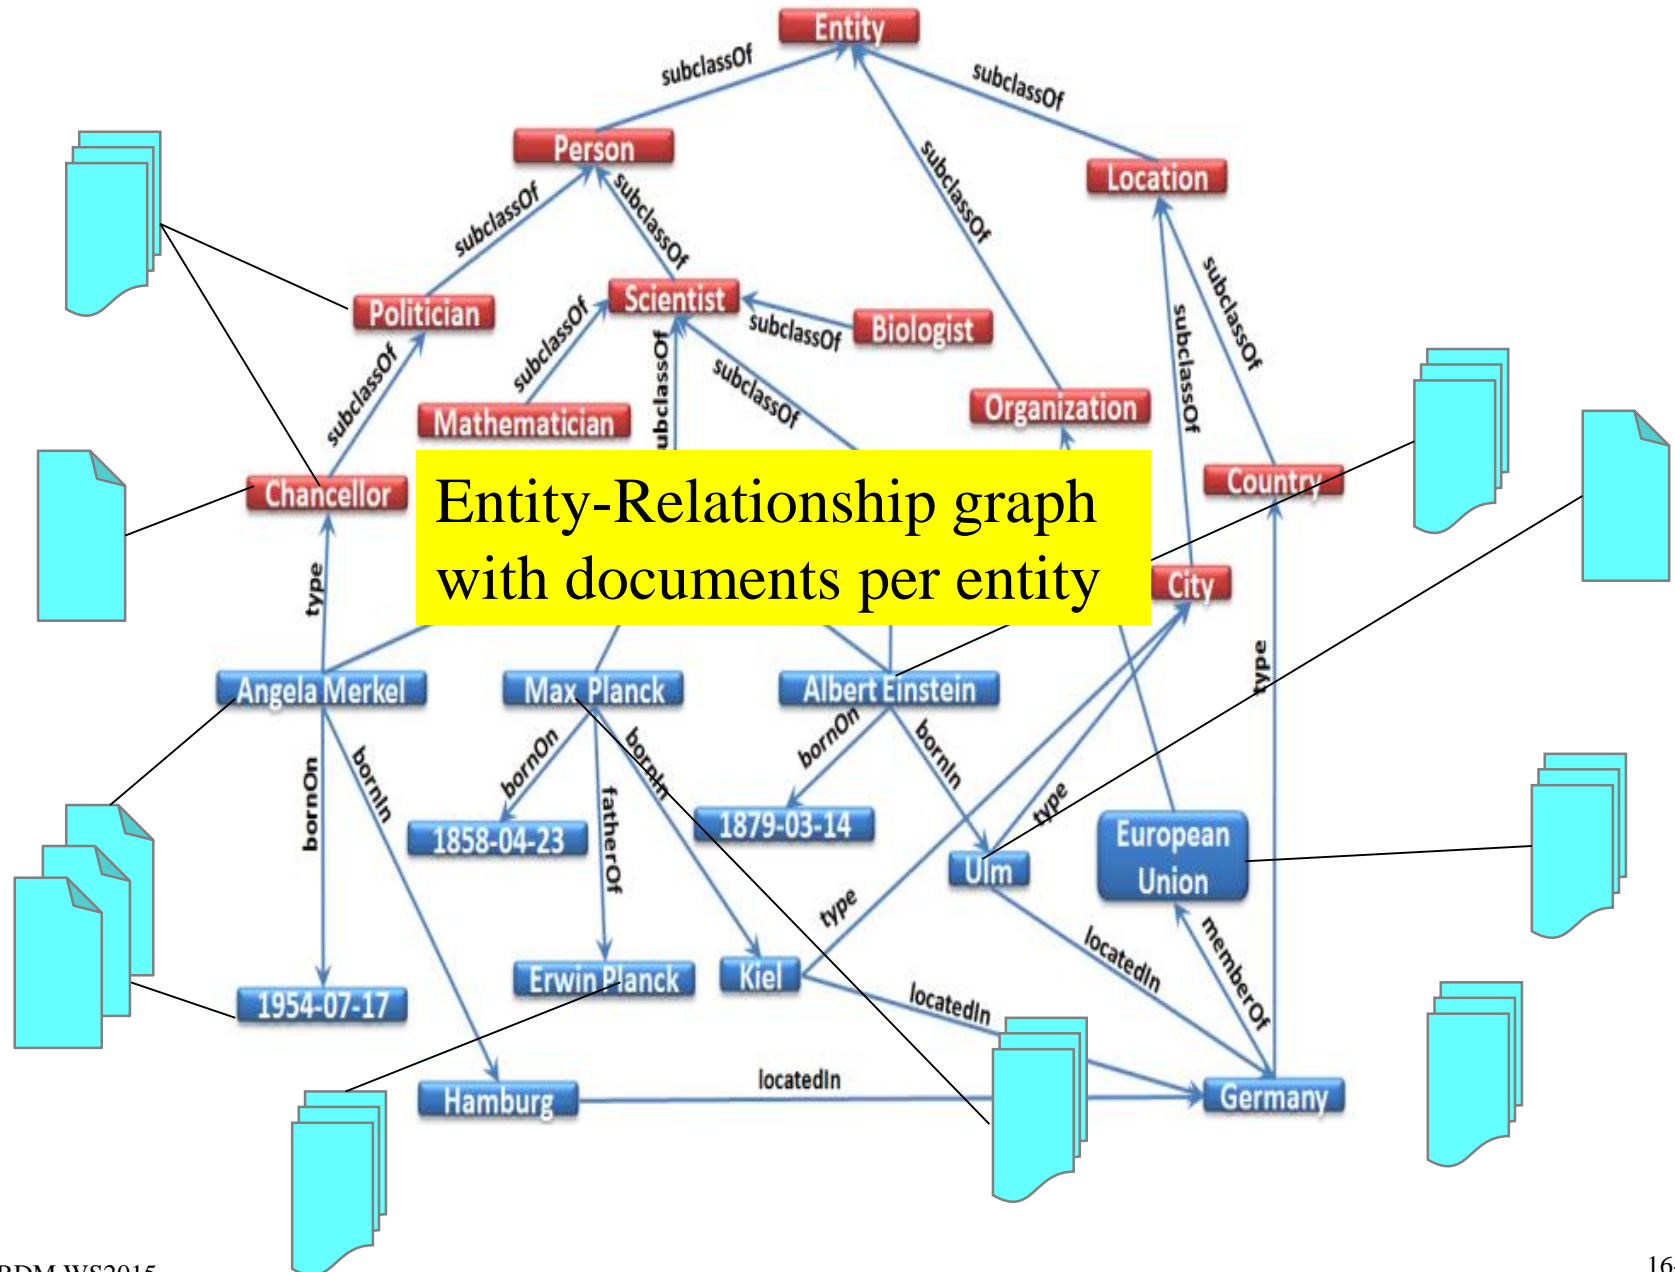 Entity
subclassOf
subclassOf
Person
subclassOf
Location
subclassOf
subclassOf
subclassOf
Politician
Scientist
subclassOf
Biologist
subclassOf
subclassOf
subclassOf
subclassOf
subclassOf
Mathematician
Organization
Chancellor
Country
Entity-Relationship graph
with documents per entity
City
type
type
Angela Merkel
Max Planck
Albert Einstein
bornOn
bornIn
bornOn
bornIn
bornOn
bornIn
fatherOf
type
1858-04-23
1879-03-14
European
Union
Ulm
type
memberOf
locatedIn
Erwin Planck
Kiel
1954-07-17
locatedIn
locatedIn
Hamburg
Germany
WS2015